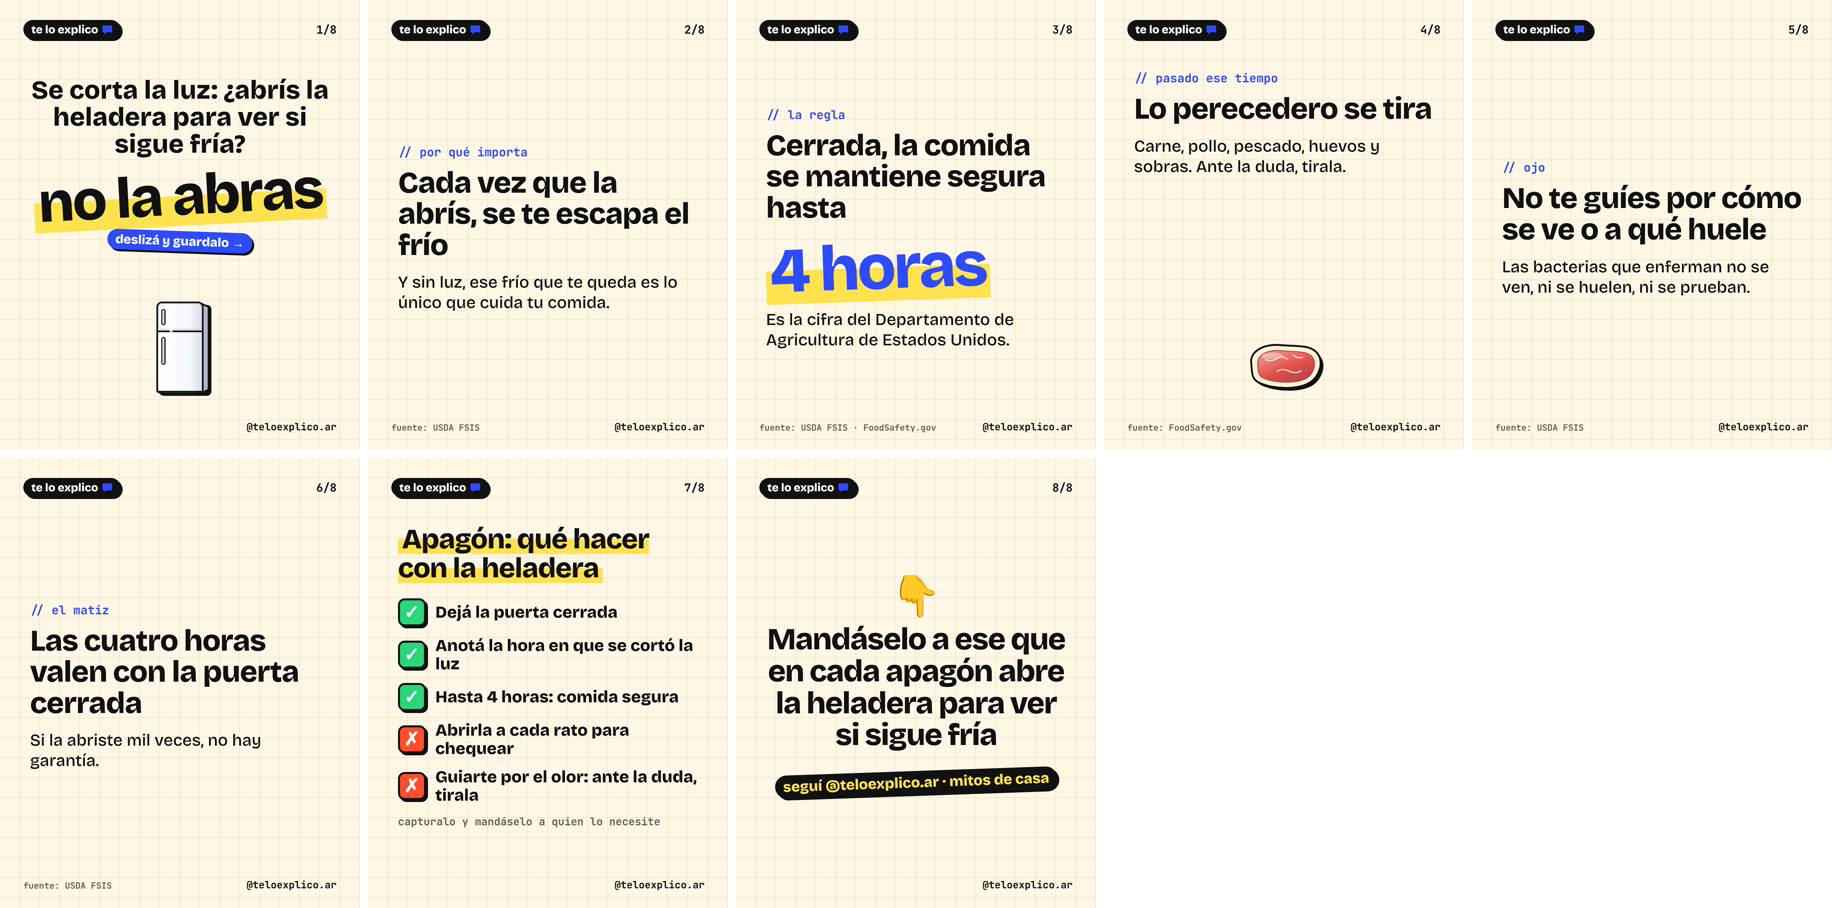 te lo explico
1/8
Se corta la luz: ¿abrís la
heladera para ver si
sigue fría?
no la abras
deslizá y guardalo →
@teloexplico.ar
te lo explico
2/8
// por qué importa
Cada vez que la
abrís, se te escapa el
frío
Y sin luz, ese frío que te queda es lo
único que cuida tu comida.
fuente: USDA FSIS
@teloexplico.ar
te lo explico
3/8
// la regla
Cerrada, la comida
se mantiene segura
hasta
4 horas
Es la cifra del Departamento de
Agricultura de Estados Unidos.
fuente: USDA FSIS · FoodSafety.gov
@teloexplico.ar
te lo explico
4/8
// pasado ese tiempo
Lo perecedero se tira
Carne, pollo, pescado, huevos y
sobras. Ante la duda, tirala.
fuente: FoodSafety.gov
@teloexplico.ar
te lo explico
5/8
// ojo
No te guíes por cómo
se ve o a qué huele
Las bacterias que enferman no se
ven, ni se huelen, ni se prueban.
fuente: USDA FSIS
@teloexplico.ar
te lo explico
6/8
// el matiz
Las cuatro horas
valen con la puerta
cerrada
Si la abriste mil veces, no hay
garantía.
fuente: USDA FSIS
@teloexplico.ar
te lo explico
7/8
Apagón: qué hacer
con la heladera
✓ Dejá la puerta cerrada
✓ Anotá la hora en que se cortó la
luz
✓ Hasta 4 horas: comida segura
✗ Abrirla a cada rato para
chequear
✗ Guiarte por el olor: ante la duda,
tirala
capturalo y mandáselo a quien lo necesite
@teloexplico.ar
te lo explico
8/8
Mandáselo a ese que
en cada apagón abre
la heladera para ver
si sigue fría
seguí @teloexplico.ar · mitos de casa
@teloexplico.ar